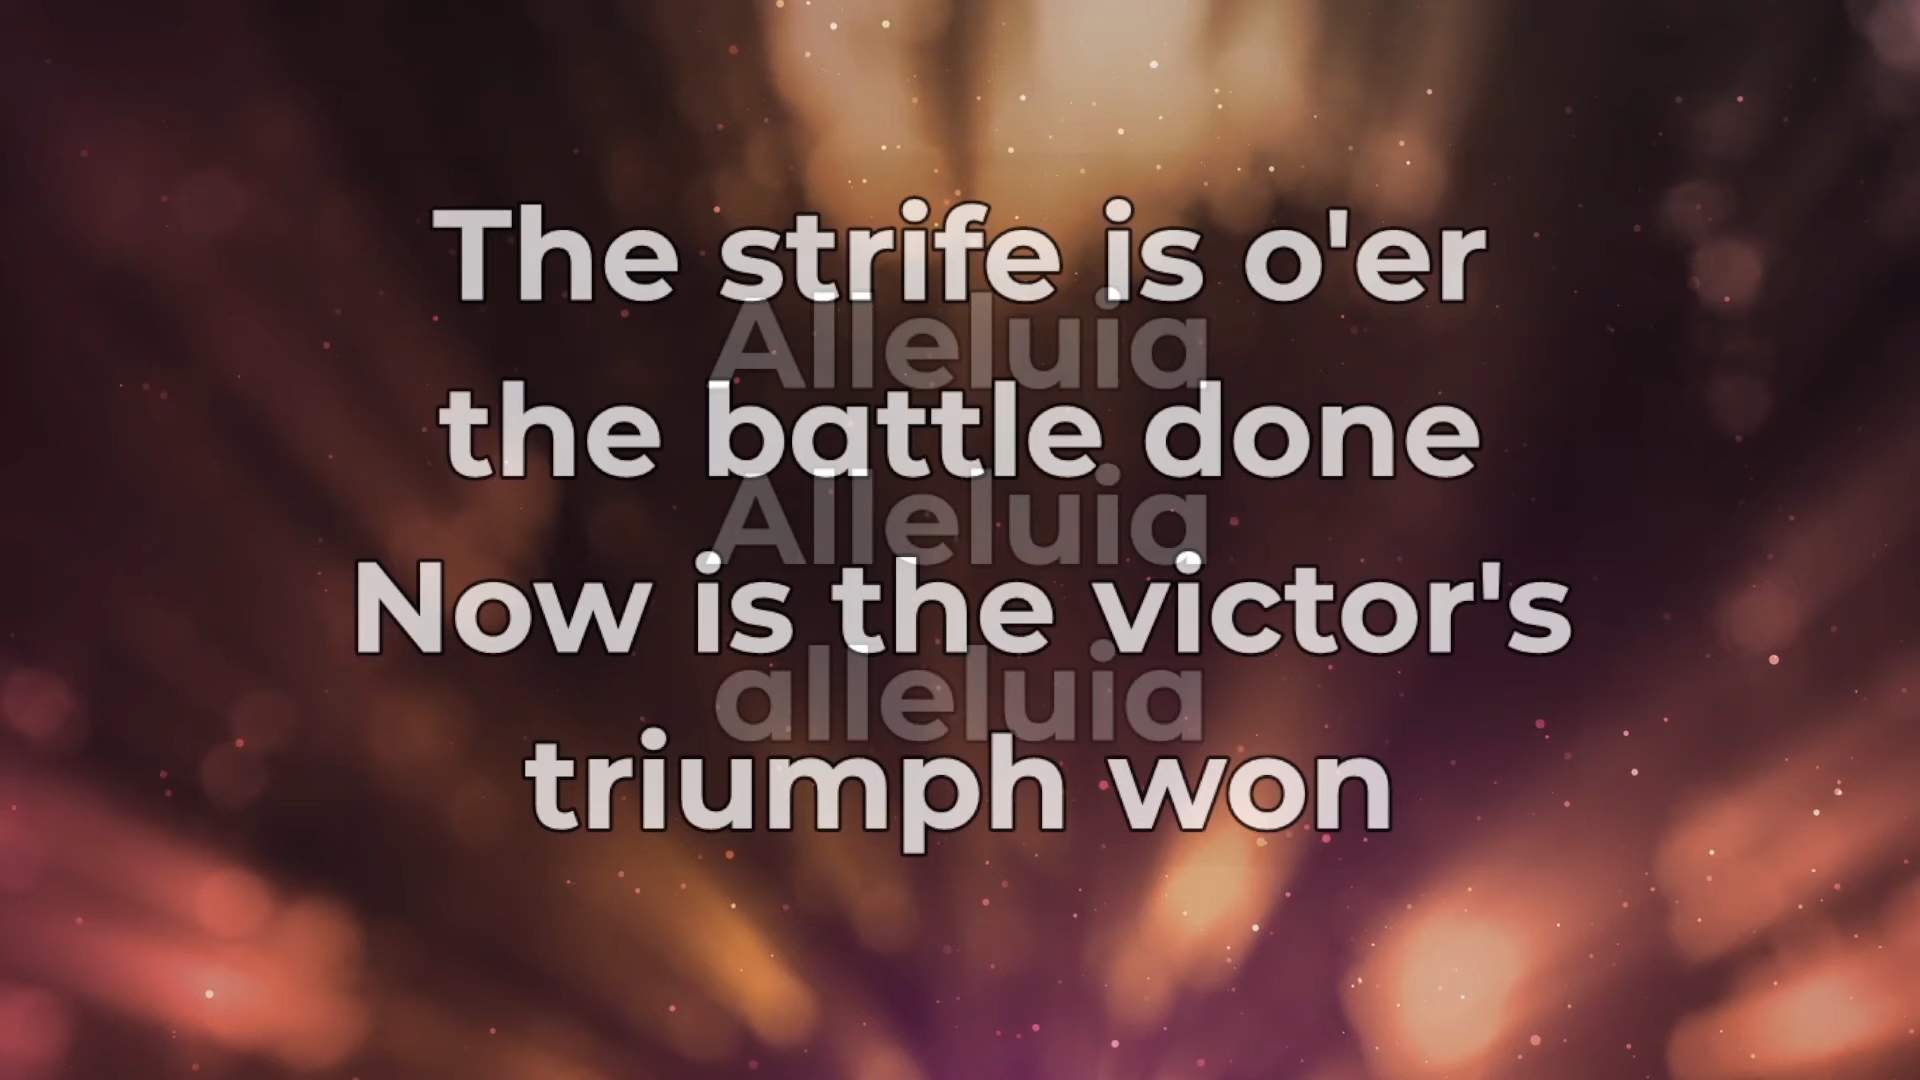 The strife is o'er
Alleluia
the battle done
Alleluia
Now is the victor's
alleluia
triumph won